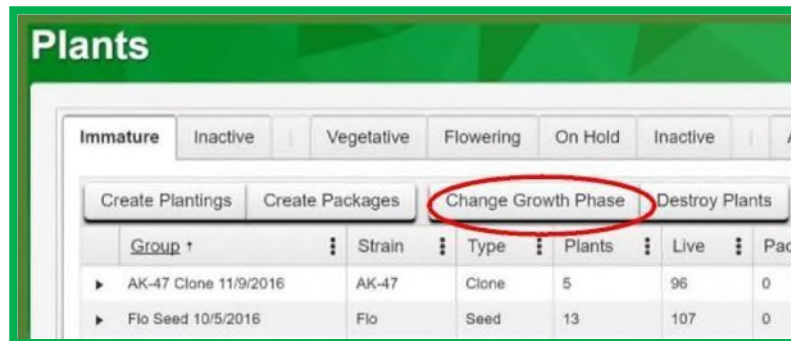 Plants
Immature Inactive Vegetative Flowering On Hold Inactive
Create Plantings Create Packages Change Growth Phase Destroy Plants
Group ↑ Strain Type Plants Live
AK-47 Clone 11/9/2016 AK-47 Clone 5 96 0
Flo Seed 10/5/2016 Flo Seed 13 107 0